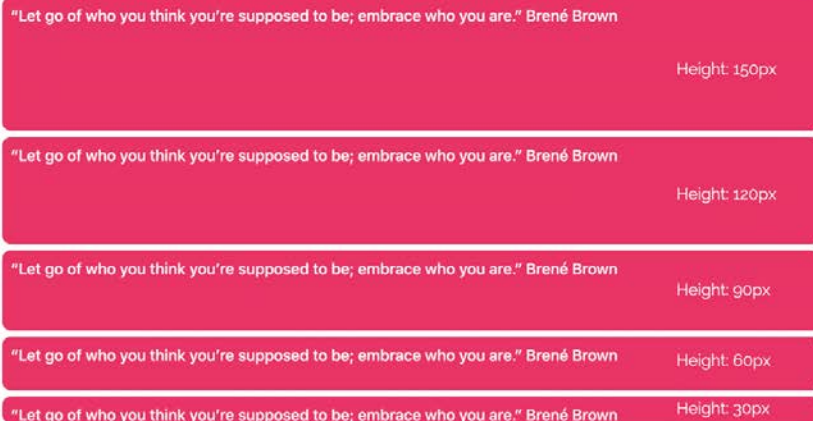 “Let go of who you think you’re supposed to be; embrace who you are.” Brené Brown
Height: 150px
“Let go of who you think you’re supposed to be; embrace who you are.” Brené Brown
Height: 120px
“Let go of who you think you’re supposed to be; embrace who you are.” Brené Brown
Height: 90px
“Let go of who you think you’re supposed to be; embrace who you are.” Brené Brown
Height: 60px
“Let go of who you think you’re supposed to be; embrace who you are.” Brené Brown
Height: 30px